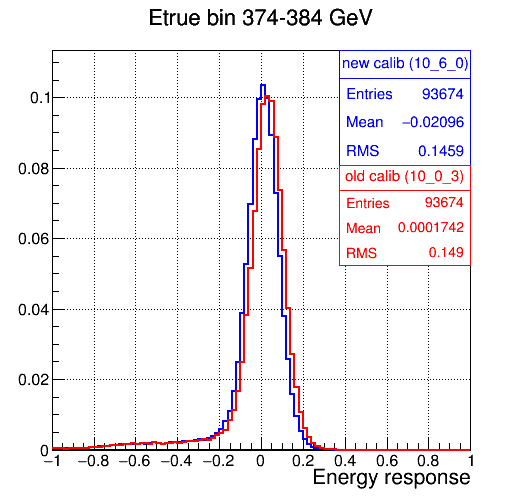 Etrue bin 374-384 GeV
new calib (10_6_0)
Entries 93674
Mean −0.02096
RMS 0.1459
old calib (10_0_3)
Entries 93674
Mean 0.0001742
RMS 0.149
0.1
0.08
0.06
0.04
0.02
0
−1 −0.8 −0.6 −0.4 −0.2 0 0.2 0.4 0.6 0.8 1
Energy response